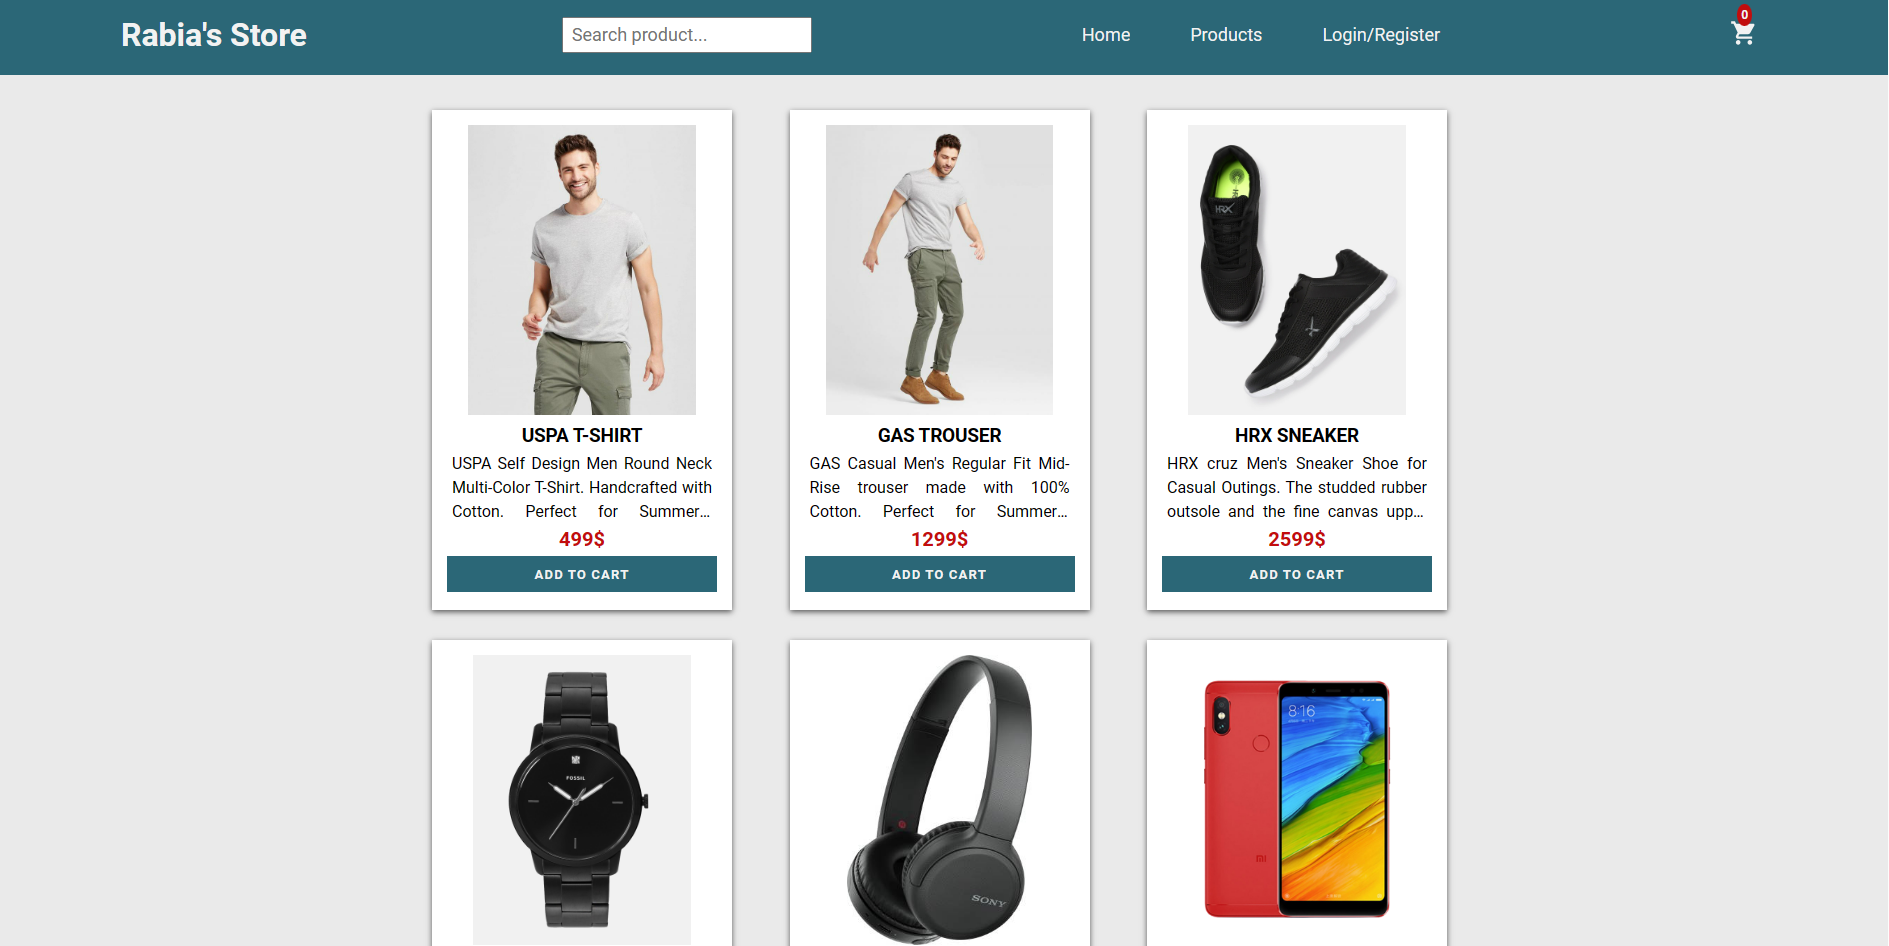 Rabia's Store
Search product...
Home
Products
Login/Register
0
HRX
USPA T-SHIRT
USPA Self Design Men Round Neck
Multi-Color T-Shirt. Handcrafted with
Cotton. Perfect for Summer...
499$
ADD TO CART
GAS TROUSER
GAS Casual Men's Regular Fit Mid-
Rise trouser made with 100%
Cotton. Perfect for Summer...
1299$
ADD TO CART
HRX SNEAKER
HRX cruz Men's Sneaker Shoe for
Casual Outings. The studded rubber
outsole and the fine canvas upp...
2599$
ADD TO CART
FOSSIL
SONY
8:16
mi